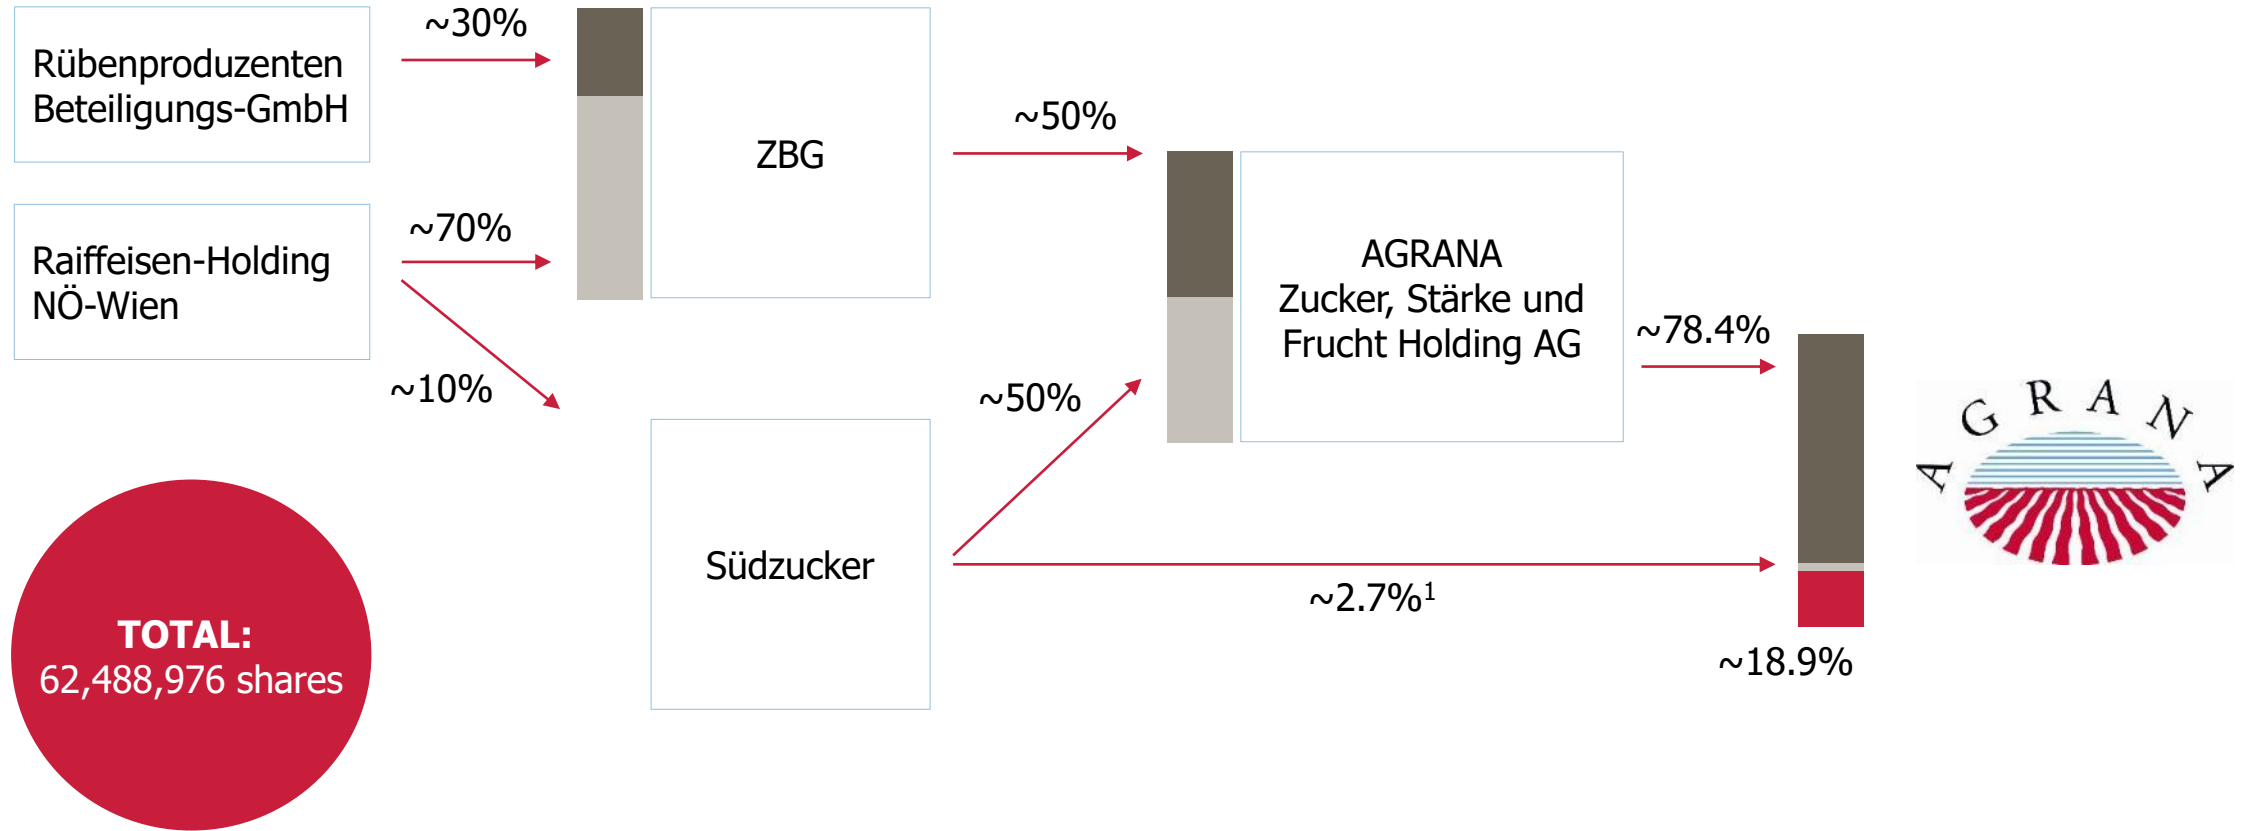 ~30%
Rübenproduzenten
Beteiligungs-GmbH
~70%
Raiffeisen-Holding
NÖ-Wien
~10%
ZBG
~50%
Südzucker
~50%
AGRANA
Zucker, Stärke und
Frucht Holding AG
~78.4%
~2.7%¹
~18.9%
AGRANA
TOTAL:
62,488,976 shares